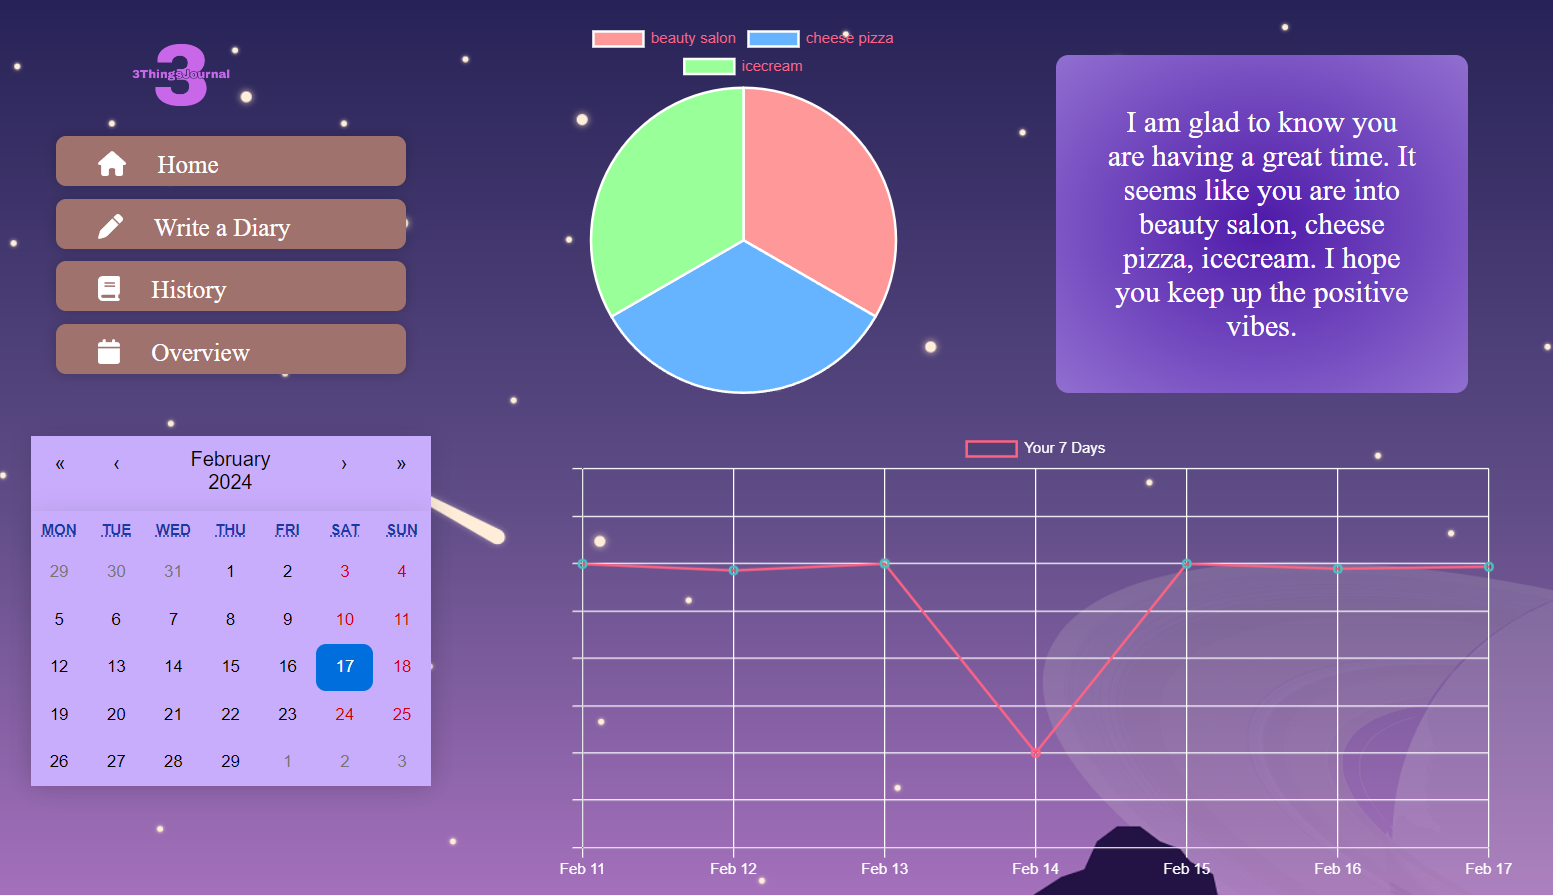 3
3ThingsJournal
Home
Write a Diary
History
Overview
« ‹ February 2024 › »
MON TUE WED THU FRI SAT SUN
29 30 31 1 2 3 4
5 6 7 8 9 10 11
12 13 14 15 16 17 18
19 20 21 22 23 24 25
26 27 28 29 1 2 3
beauty salon cheese pizza
icecream
I am glad to know you
are having a great time. It
seems like you are into
beauty salon, cheese
pizza, icecream. I hope
you keep up the positive
vibes.
Your 7 Days
Feb 11 Feb 12 Feb 13 Feb 14 Feb 15 Feb 16 Feb 17